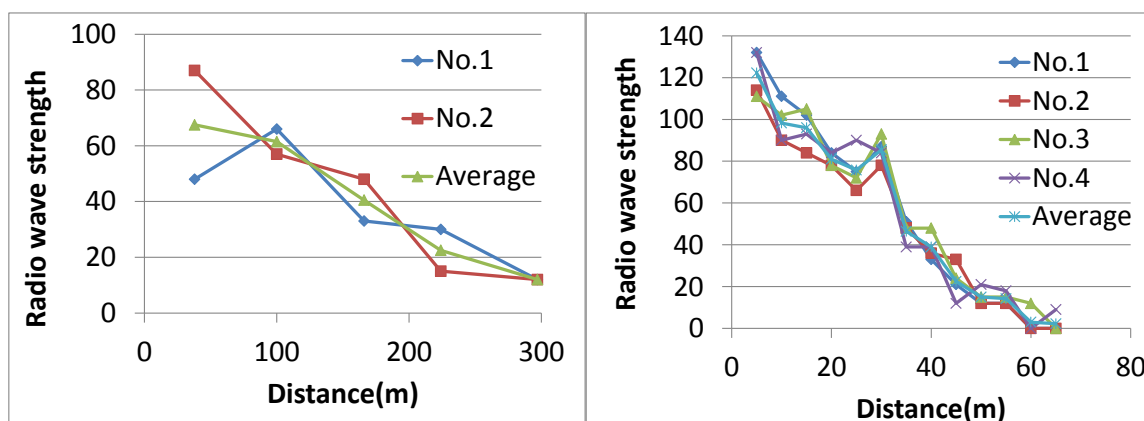 Radio wave strength
100
80
60
40
20
0
No.1
No.2
Average
0 100 200 300
Distance(m)
Radio wave strength
140
120
100
80
60
40
20
0
No.1
No.2
No.3
No.4
Average
0 20 40 60 80
Distance(m)